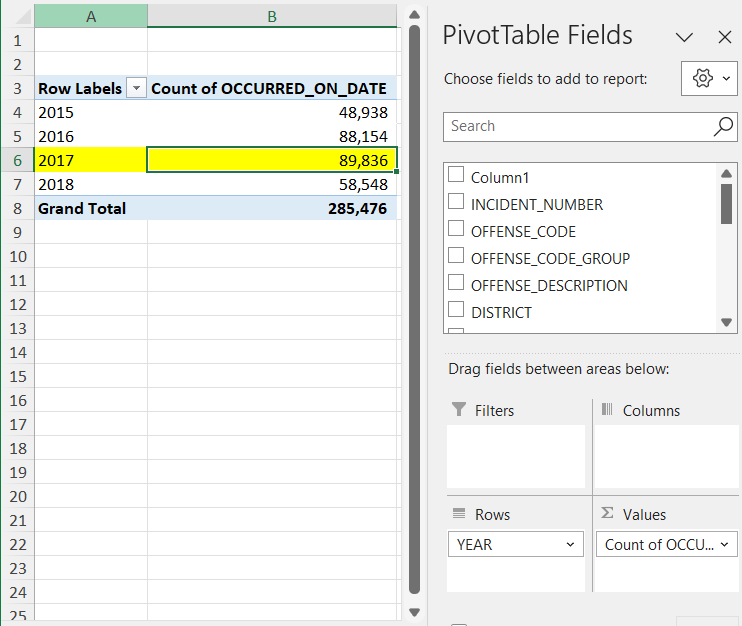 A B
PivotTable Fields
Choose fields to add to report:
Search
Column1
INCIDENT_NUMBER
OFFENSE_CODE
OFFENSE_CODE_GROUP
OFFENSE_DESCRIPTION
DISTRICT
Drag fields between areas below:
Filters
Columns
Rows
Values
YEAR
Count of OCCU...
1
2
3 Row Labels Count of OCCURRED_ON_DATE
4 2015 48,938
5 2016 88,154
6 2017 89,836
7 2018 58,548
8 Grand Total 285,476
9
10
11
12
13
14
15
16
17
18
19
20
21
22
23
24
25